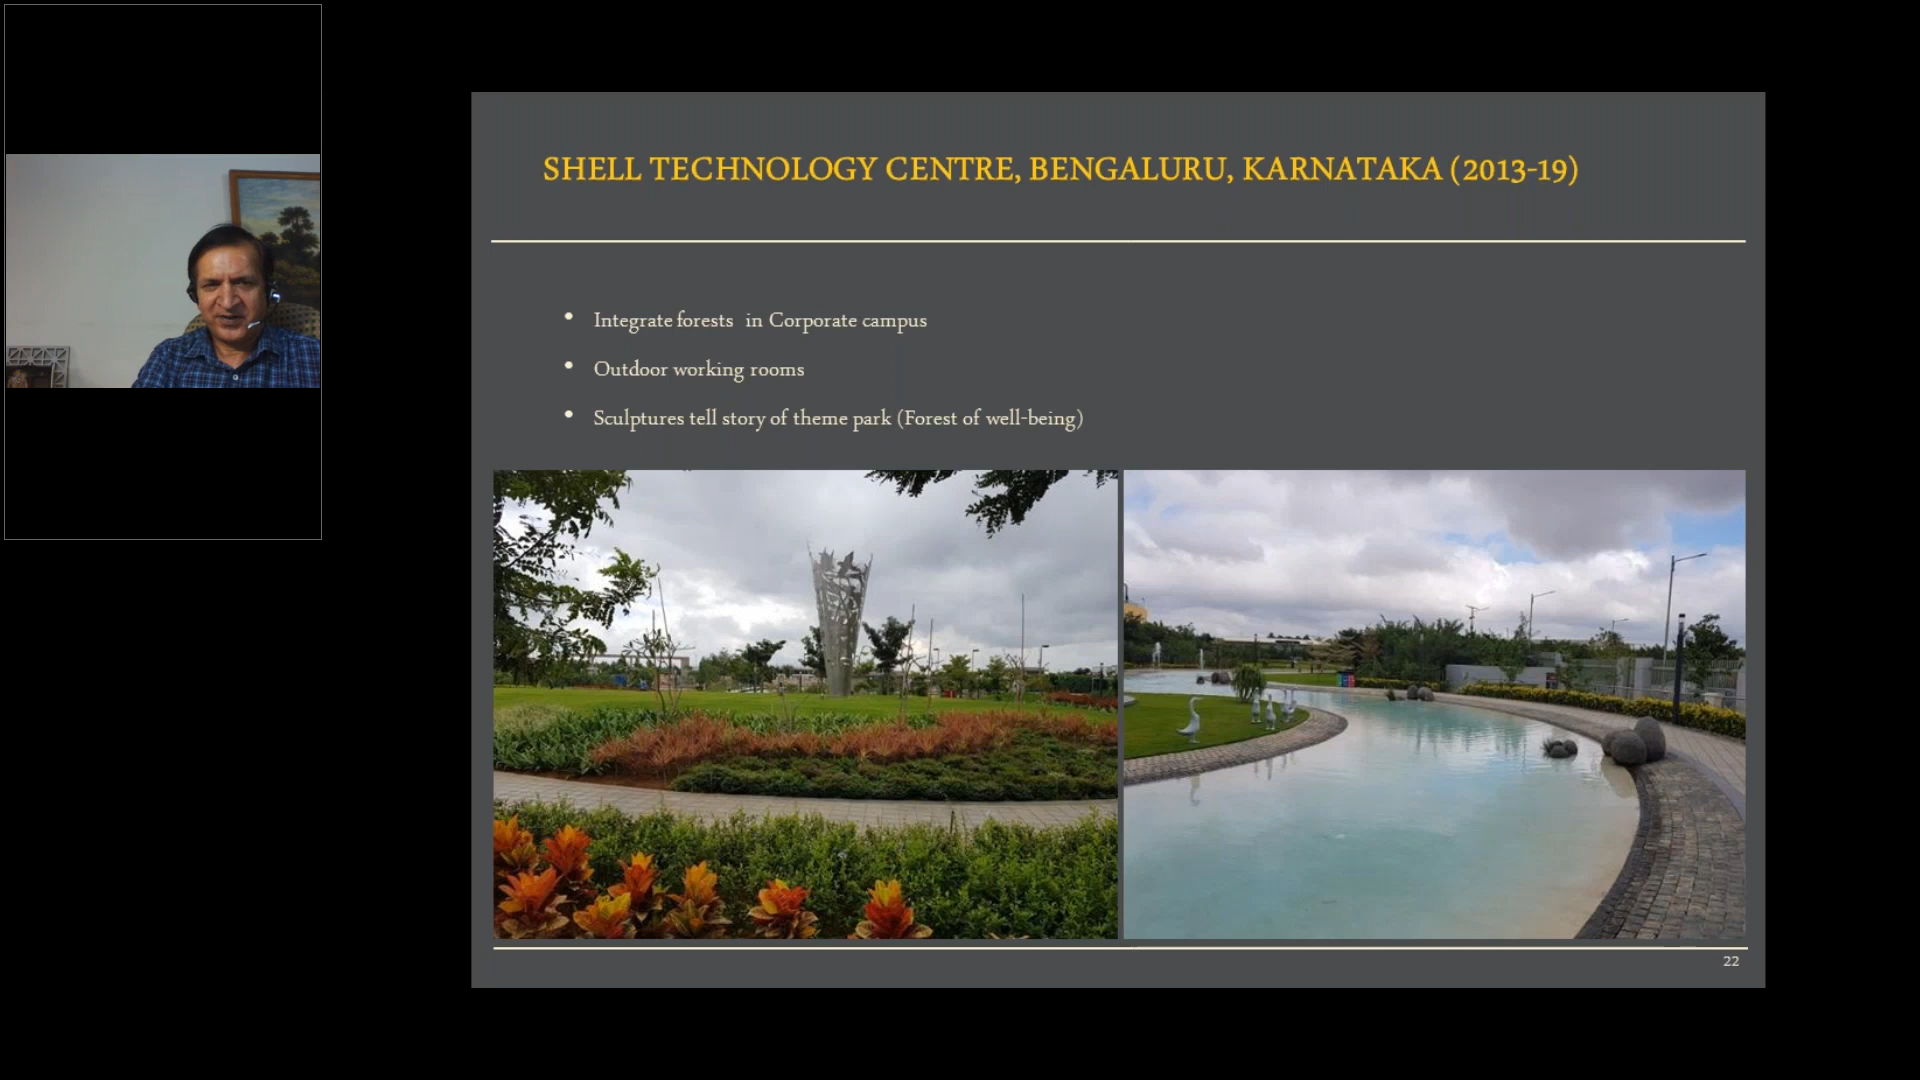 SHELL TECHNOLOGY CENTRE, BENGALURU, KARNATAKA (2013-19)
• Integrate forests in Corporate campus
• Outdoor working rooms
• Sculptures tell story of theme park (Forest of well-being)
22